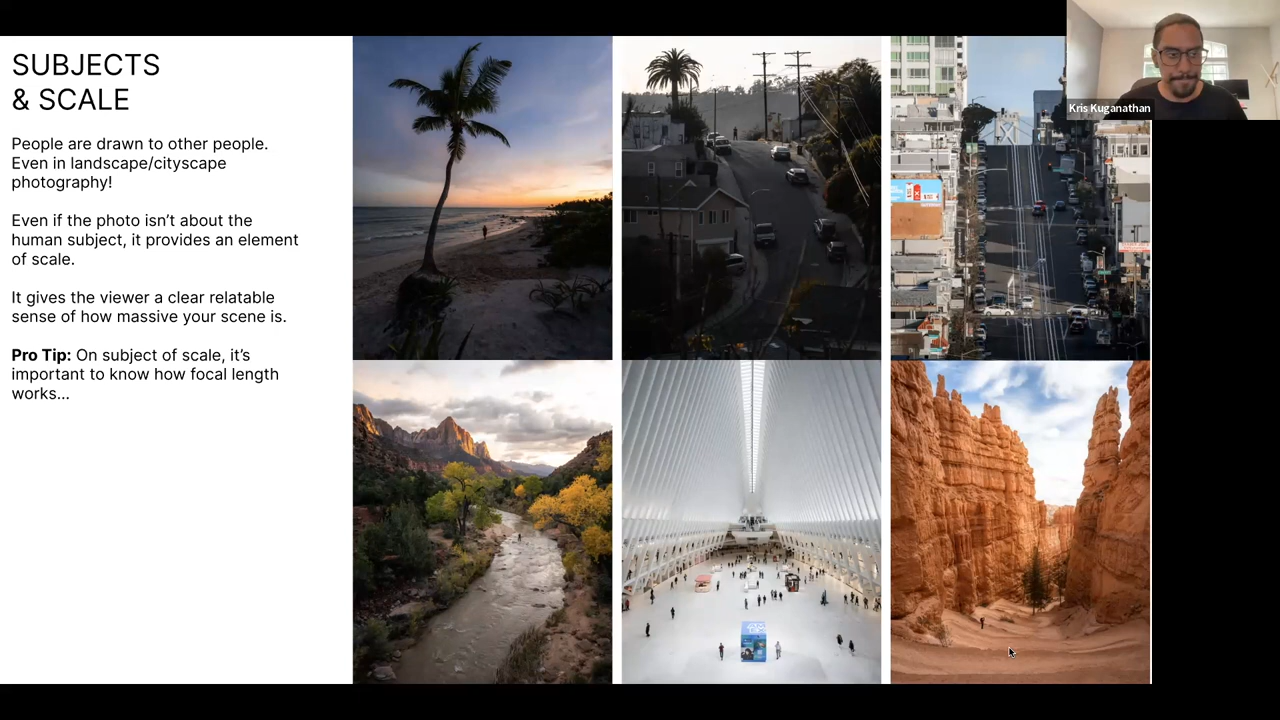 SUBJECTS
& SCALE
People are drawn to other people.
Even in landscape/cityscape
photography!
Even if the photo isn’t about the
human subject, it provides an element
of scale.
It gives the viewer a clear relatable
sense of how massive your scene is.
Pro Tip: On subject of scale, it’s
important to know how focal length
works...
Kris Kuganathan